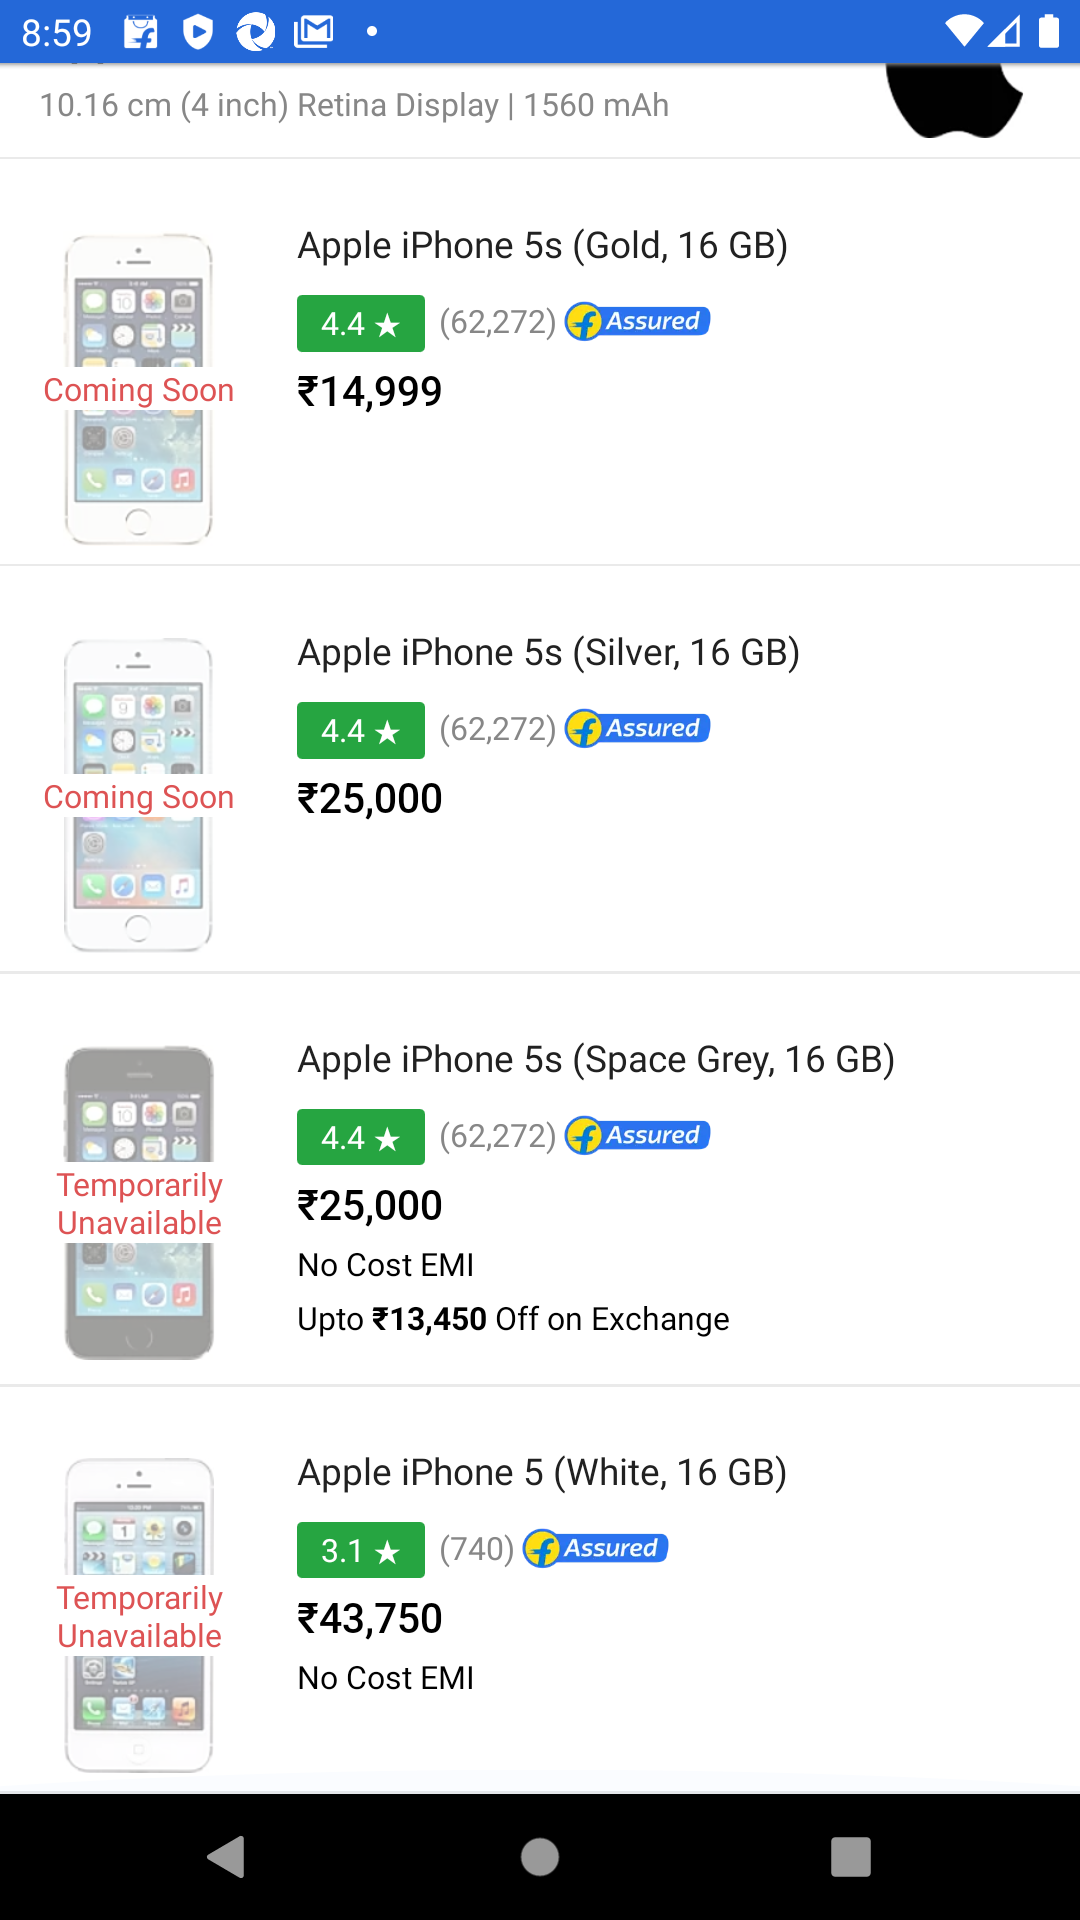 8:59
10.16 cm (4 inch) Retina Display | 1560 mAh
Apple iPhone 5s (Gold, 16 GB)
4.4 ★ (62,272) Assured
Coming Soon
₹14,999
Apple iPhone 5s (Silver, 16 GB)
4.4 ★ (62,272) Assured
Coming Soon
₹25,000
Apple iPhone 5s (Space Grey, 16 GB)
4.4 ★ (62,272) Assured
Temporarily
Unavailable
₹25,000
No Cost EMI
Upto ₹13,450 Off on Exchange
Apple iPhone 5 (White, 16 GB)
3.1 ★ (740) Assured
Temporarily
Unavailable
₹43,750
No Cost EMI